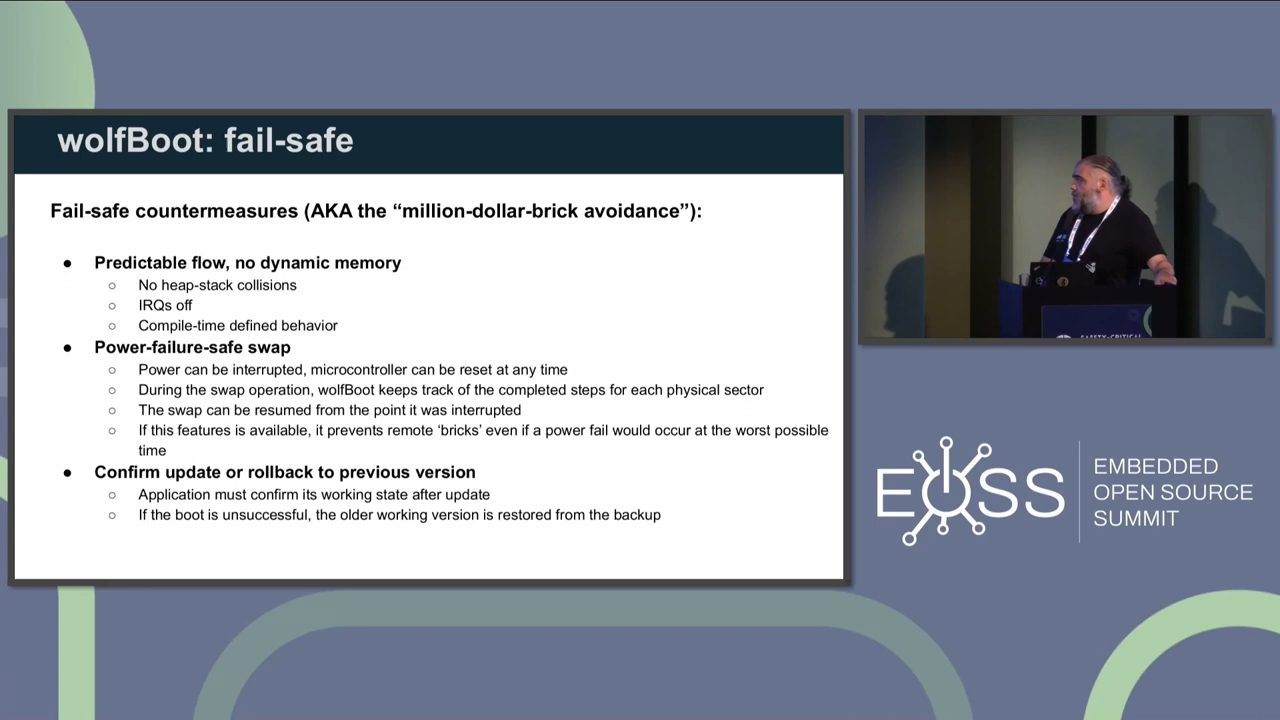 wolfBoot: fail-safe
Fail-safe countermeasures (AKA the “million-dollar-brick avoidance”):
● Predictable flow, no dynamic memory
○ No heap-stack collisions
○ IRQs off
○ Compile-time defined behavior
● Power-failure-safe swap
○ Power can be interrupted, microcontroller can be reset at any time
○ During the swap operation, wolfBoot keeps track of the completed steps for each physical sector
○ The swap can be resumed from the point it was interrupted
○ If this features is available, it prevents remote ‘bricks’ even if a power fail would occur at the worst possible
time
● Confirm update or rollback to previous version
○ Application must confirm its working state after update
○ If the boot is unsuccessful, the older working version is restored from the backup
SAFETY-CRITICAL
EOSS
EMBEDDED
OPEN SOURCE
SUMMIT